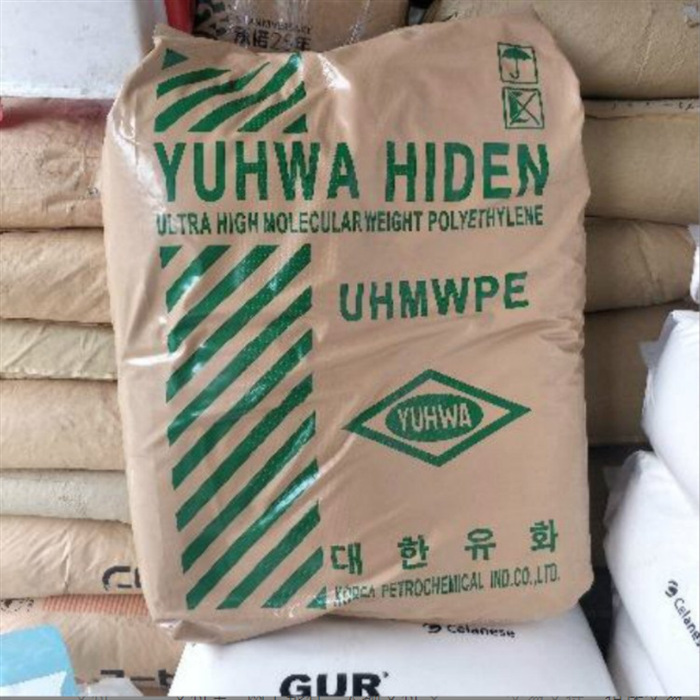 YUHWA HIDEN
ULTRA HIGH MOLECULAR WEIGHT POLYETHYLENE
UHMWPE
YUHWA
대한유화
KOREA PETROCHEMICAL IND.CO.,LTD.
Celanese
Celanese
GUR